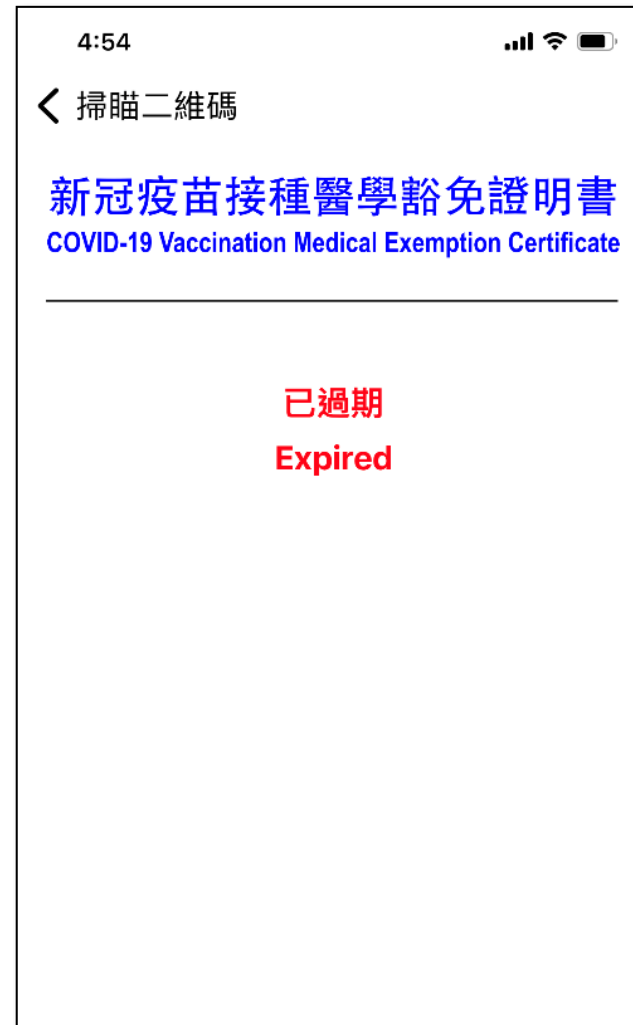 4:54
掃瞄二維碼
新冠疫苗接種醫學豁免證明書
COVID-19 Vaccination Medical Exemption Certificate
已過期
Expired